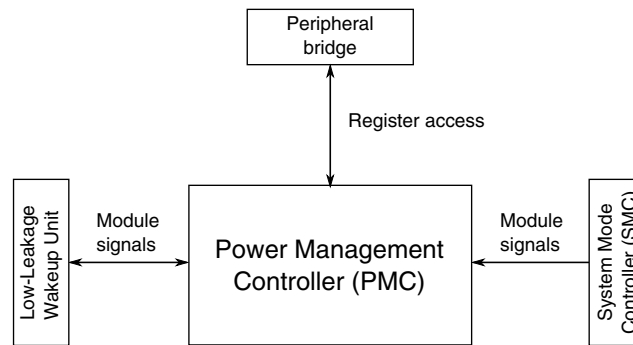 Peripheral
bridge
Register access
Low-Leakage
Wakeup Unit
Module
signals
Power Management
Controller (PMC)
Module
signals
System Mode
Controller (SMC)